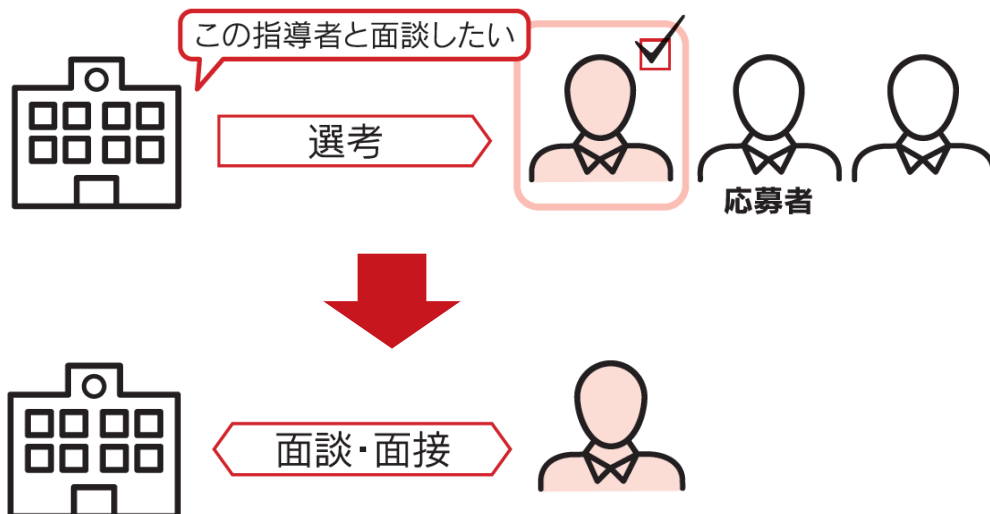 この指導者と面談したい
選考
応募者
面談・面接